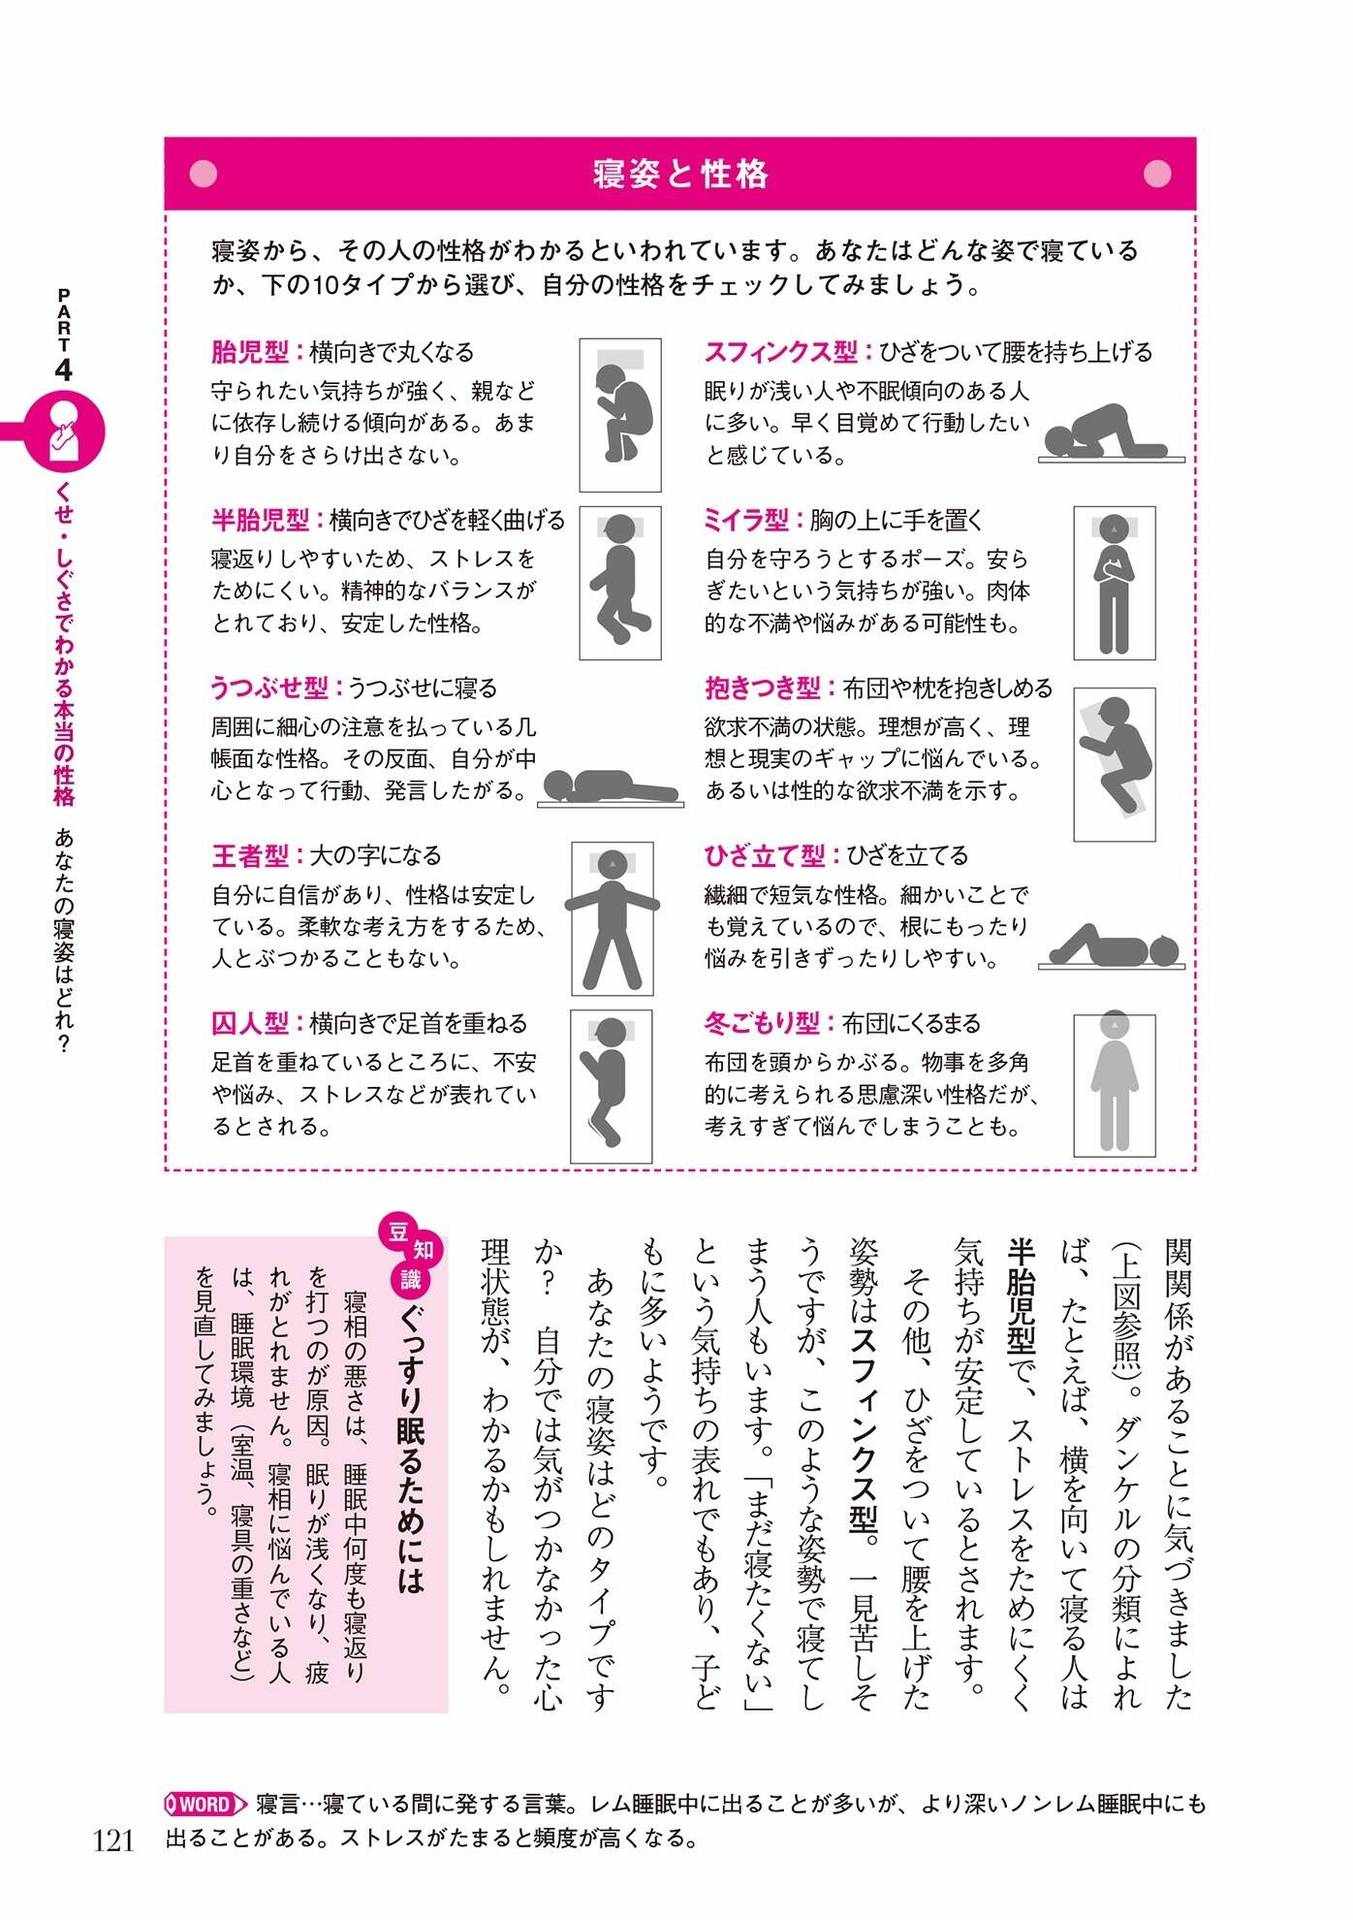 寝姿と性格
寝姿から、その人の性格がわかるといわれています。あなたはどんな姿で寝ている
か、下の10タイプから選び、自分の性格をチェックしてみましょう。
胎児型：横向きで丸くなる
守られたい気持ちが強く、親など
に依存し続ける傾向がある。あま
り自分をさらけ出さない。
半胎児型：横向きでひざを軽く曲げる
寝返りしやすいため、ストレスを
ためにくい。精神的なバランスが
とれており、安定した性格。
うつぶせ型：うつぶせに寝る
周囲に細心の注意を払っている几
帳面な性格。その反面、自分が中
心となって行動、発言したがる。
王者型：大の字になる
自分に自信があり、性格は安定し
ている。柔軟な考え方をするため、
人とぶつかることもない。
囚人型：横向きで足首を重ねる
足首を重ねているところに、不安
や悩み、ストレスなどが表れてい
るとされる。
スフィンクス型：ひざをついて腰を持ち上げる
眠りが浅い人や不眠傾向のある人
に多い。早く目覚めて行動したい
と感じている。
ミイラ型：胸の上に手を置く
自分を守ろうとするポーズ。安ら
ぎたいという気持ちが強い。肉体
的な不満や悩みがある可能性も。
抱きつき型：布団や枕を抱きしめる
欲求不満の状態。理想が高く、理
想と現実のギャップに悩んでいる。
あるいは性的な欲求不満を示す。
ひざ立て型：ひざを立てる
繊細で短気な性格。細かいことで
も覚えているので、根にもったり
悩みを引きずったりしやすい。
冬ごもり型：布団にくるまる
布団を頭からかぶる。物事を多角
的に考えられる思慮深い性格だが、
考えすぎて悩んでしまうことも。
PART 4
くせ・しぐさでわかる本当の性格 あなたの寝姿はどれ？
関関係があることに気づきました
（上図参照）。ダンケルの分類によれ
ば、たとえば、横を向いて寝る人は
半胎児型で、ストレスをためにくく
気持ちが安定しているとされます。
その他、ひざをついて腰を上げた
姿勢はスフィンクス型。一見苦しそ
うですが、このような姿勢で寝てし
まう人もいます。「まだ寝たくない」
という気持ちの表れでもあり、子ど
もに多いようです。
あなたの寝姿はどのタイプです
か？ 自分では気がつかなかった心
理状態が、わかるかもしれません。
豆知識 ぐっすり眠るためには
寝相の悪さは、睡眠中何度も寝返り
を打つのが原因。眠りが浅くなり、疲
れがとれません。寝相に悩んでいる人
は、睡眠環境（室温、寝具の重さなど）
を見直してみましょう。
WORD 寝言…寝ている間に発する言葉。レム睡眠中に出ることが多いが、より深いノンレム睡眠中にも
出ることがある。ストレスがたまると頻度が高くなる。
121